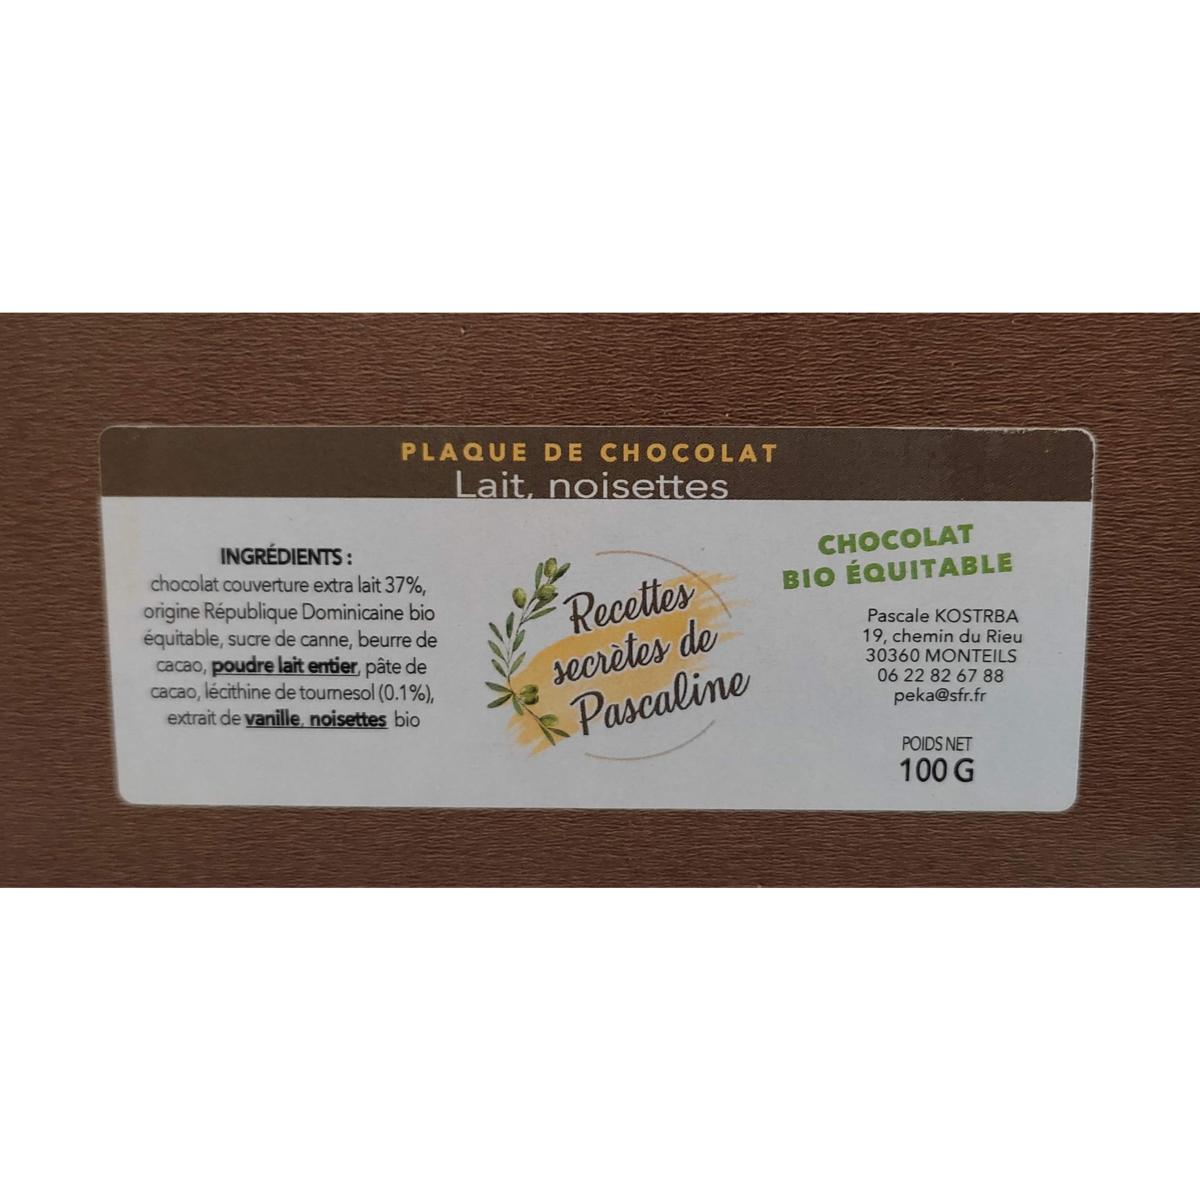 PLAQUE DE CHOCOLAT
Lait, noisettes
INGRÉDIENTS :
chocolat couverture extra lait 37%,
origine République Dominicaine bio
équitable, sucre de canne, beurre de
cacao, poudre lait entier, pâte de
cacao, lécithine de tournesol (0.1%),
extrait de vanille, noisettes bio
Recettes
secrètes de
Pascaline
CHOCOLAT
BIO ÉQUITABLE
Pascale KOSTRBA
19, chemin du Rieu
30360 MONTEILS
06 22 82 67 88
peka@sfr.fr
POIDS NET
100 G